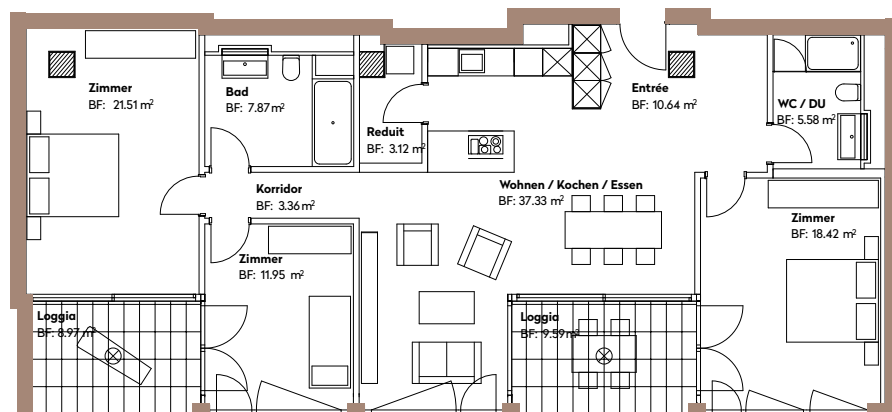 Zimmer
BF: 21.51 m²
Bad
BF: 7.87 m²
Reduit
BF: 3.12 m²
Entrée
BF: 10.64 m²
WC / DU
BF: 5.58 m²
Korridor
BF: 3.36 m²
Wohnen / Kochen / Essen
BF: 37.33 m²
Zimmer
BF: 18.42 m²
Zimmer
BF: 11.95 m²
Loggia
BF: 8.97 m²
Loggia
BF: 9.59 m²